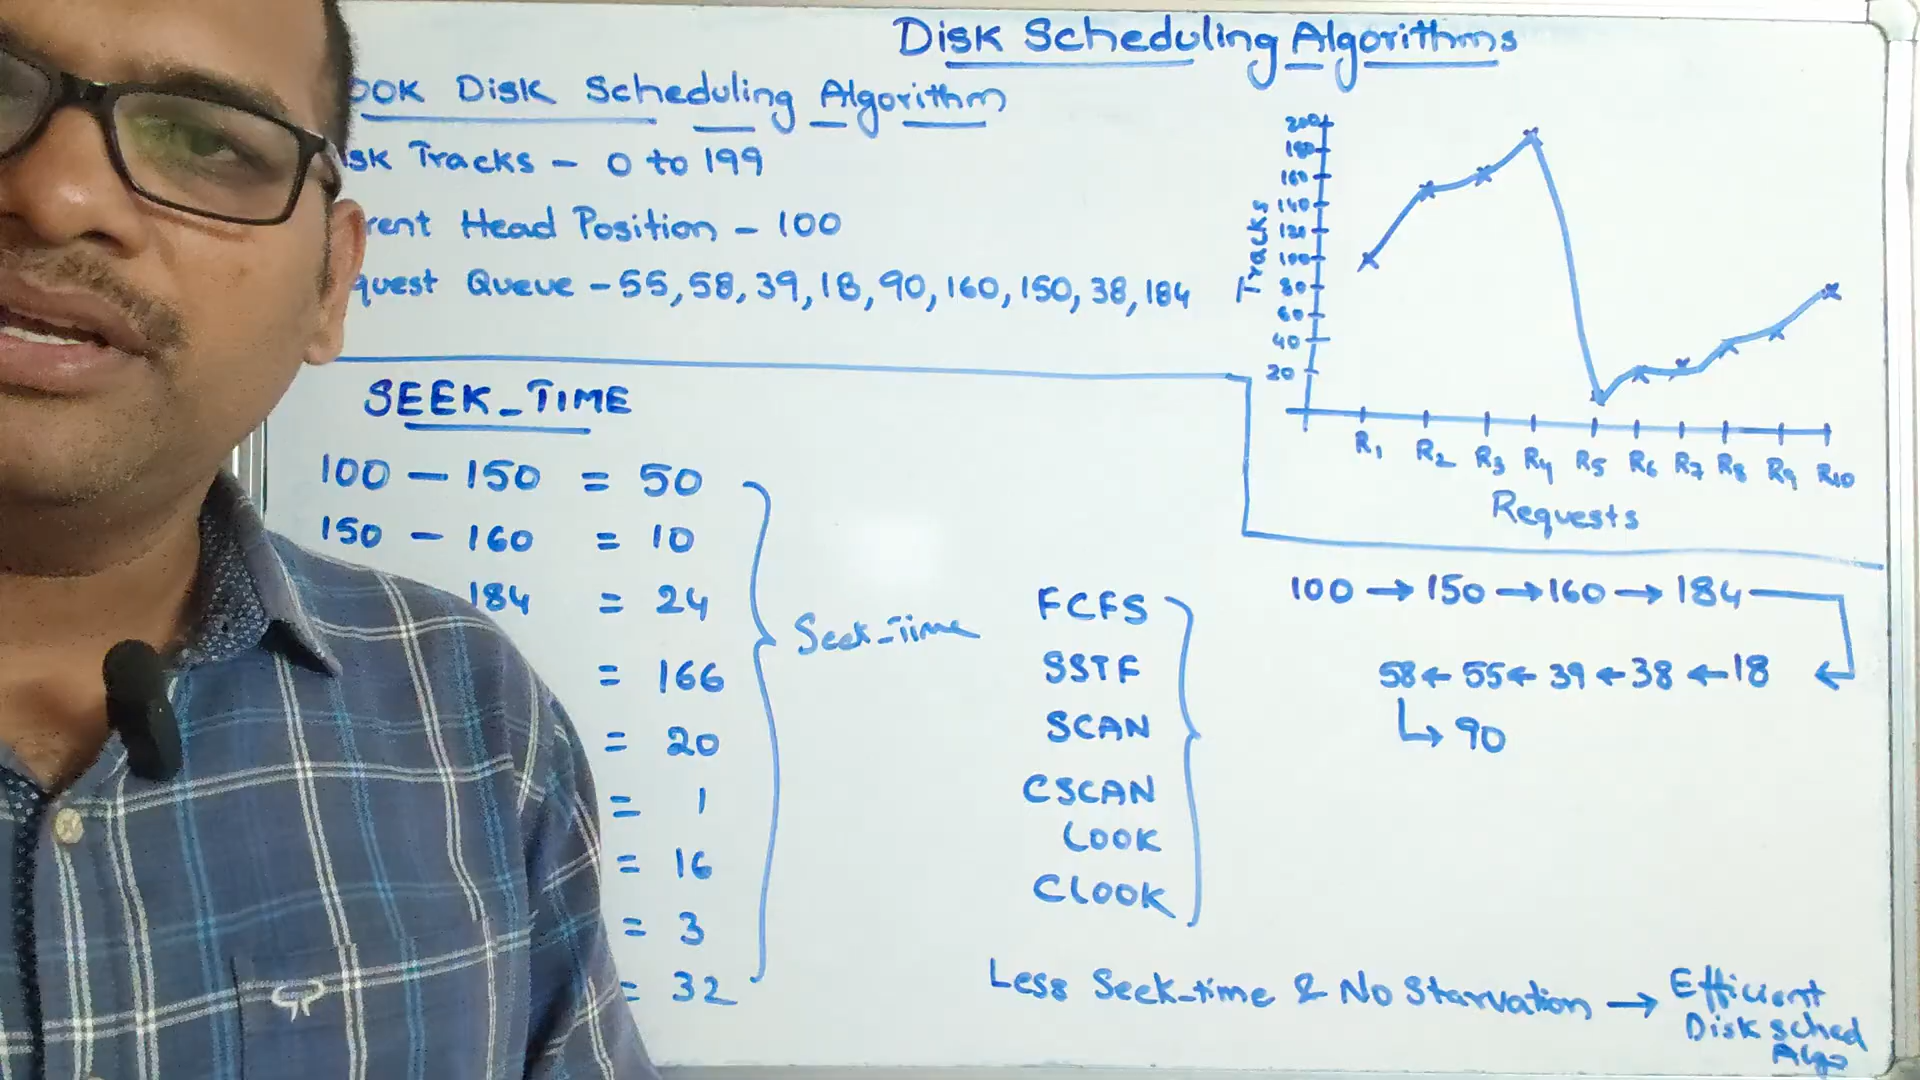 Disk Scheduling Algorithms
OOK Disk Scheduling Algorithm
isk Tracks - 0 to 199
rent Head Position - 100
quest Queue - 55, 58, 39, 18, 90, 160, 150, 38, 184
200
180
160
140
120
100
80
60
40
20
Tracks
R1 R2 R3 R4 R5 R6 R7 R8 R9 R10
Requests
SEEK_TIME
100 - 150 = 50
150 - 160 = 10
184 = 24
= 166
= 20
= 1
= 16
= 3
= 32
Seek-Time
FCFS
SSTF
SCAN
CSCAN
LOOK
CLOOK
100 → 150 → 160 → 184
58 ← 55 ← 39 ← 38 ← 18 ←
↳ 90
Less Seek-time & No Starvation → Efficient
Disk sched
Algo